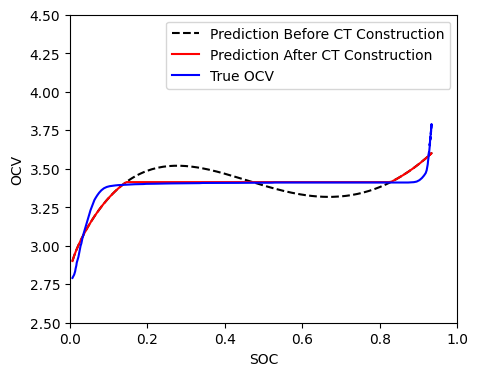 4.50
4.25
4.00
3.75
3.50
3.25
3.00
2.75
2.50
OCV
Prediction Before CT Construction
Prediction After CT Construction
True OCV
0.0 0.2 0.4 0.6 0.8 1.0
SOC